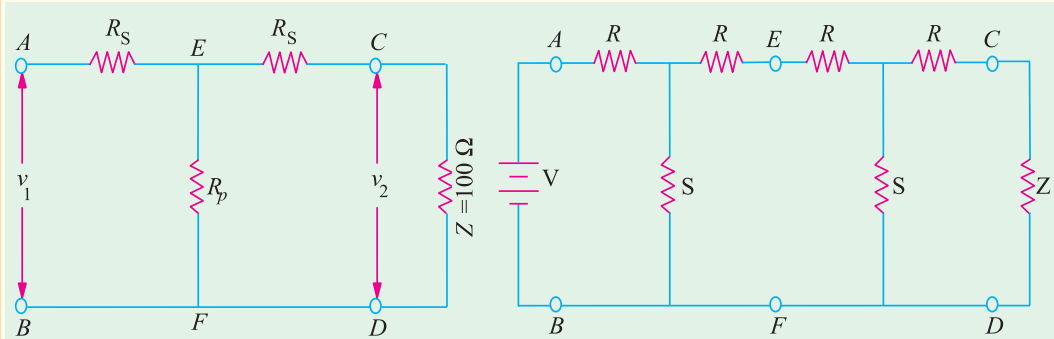 A R_S E R_S C
v_1 R_p v_2 Z = 100 Ω
B F D
A R R E R R C
V S S Z
B F D